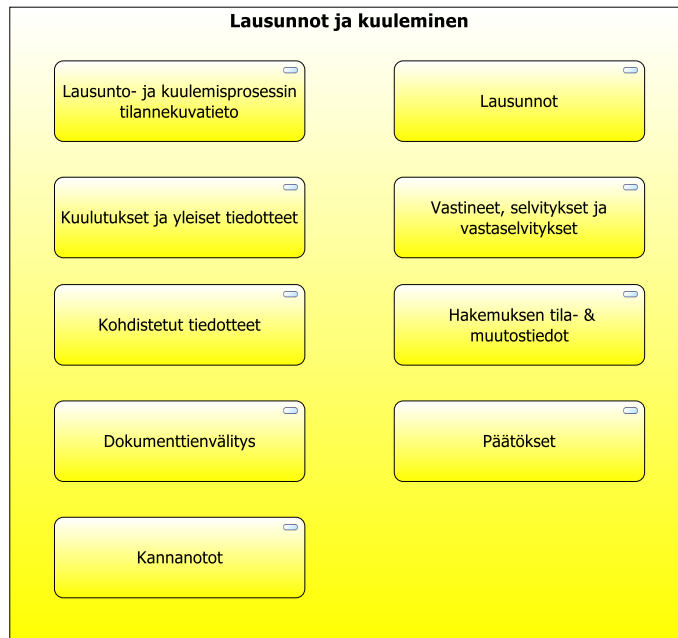 Lausunnot ja kuuleminen
Lausunto- ja kuulemisprosessin
tilannekuvatieto
Lausunnot
Kuulutukset ja yleiset tiedotteet
Vastineet, selvitykset ja
vastaselvitykset
Kohdistetut tiedotteet
Hakemuksen tila- &
muutostiedot
Dokumenttienvälitys
Päätökset
Kannanotot